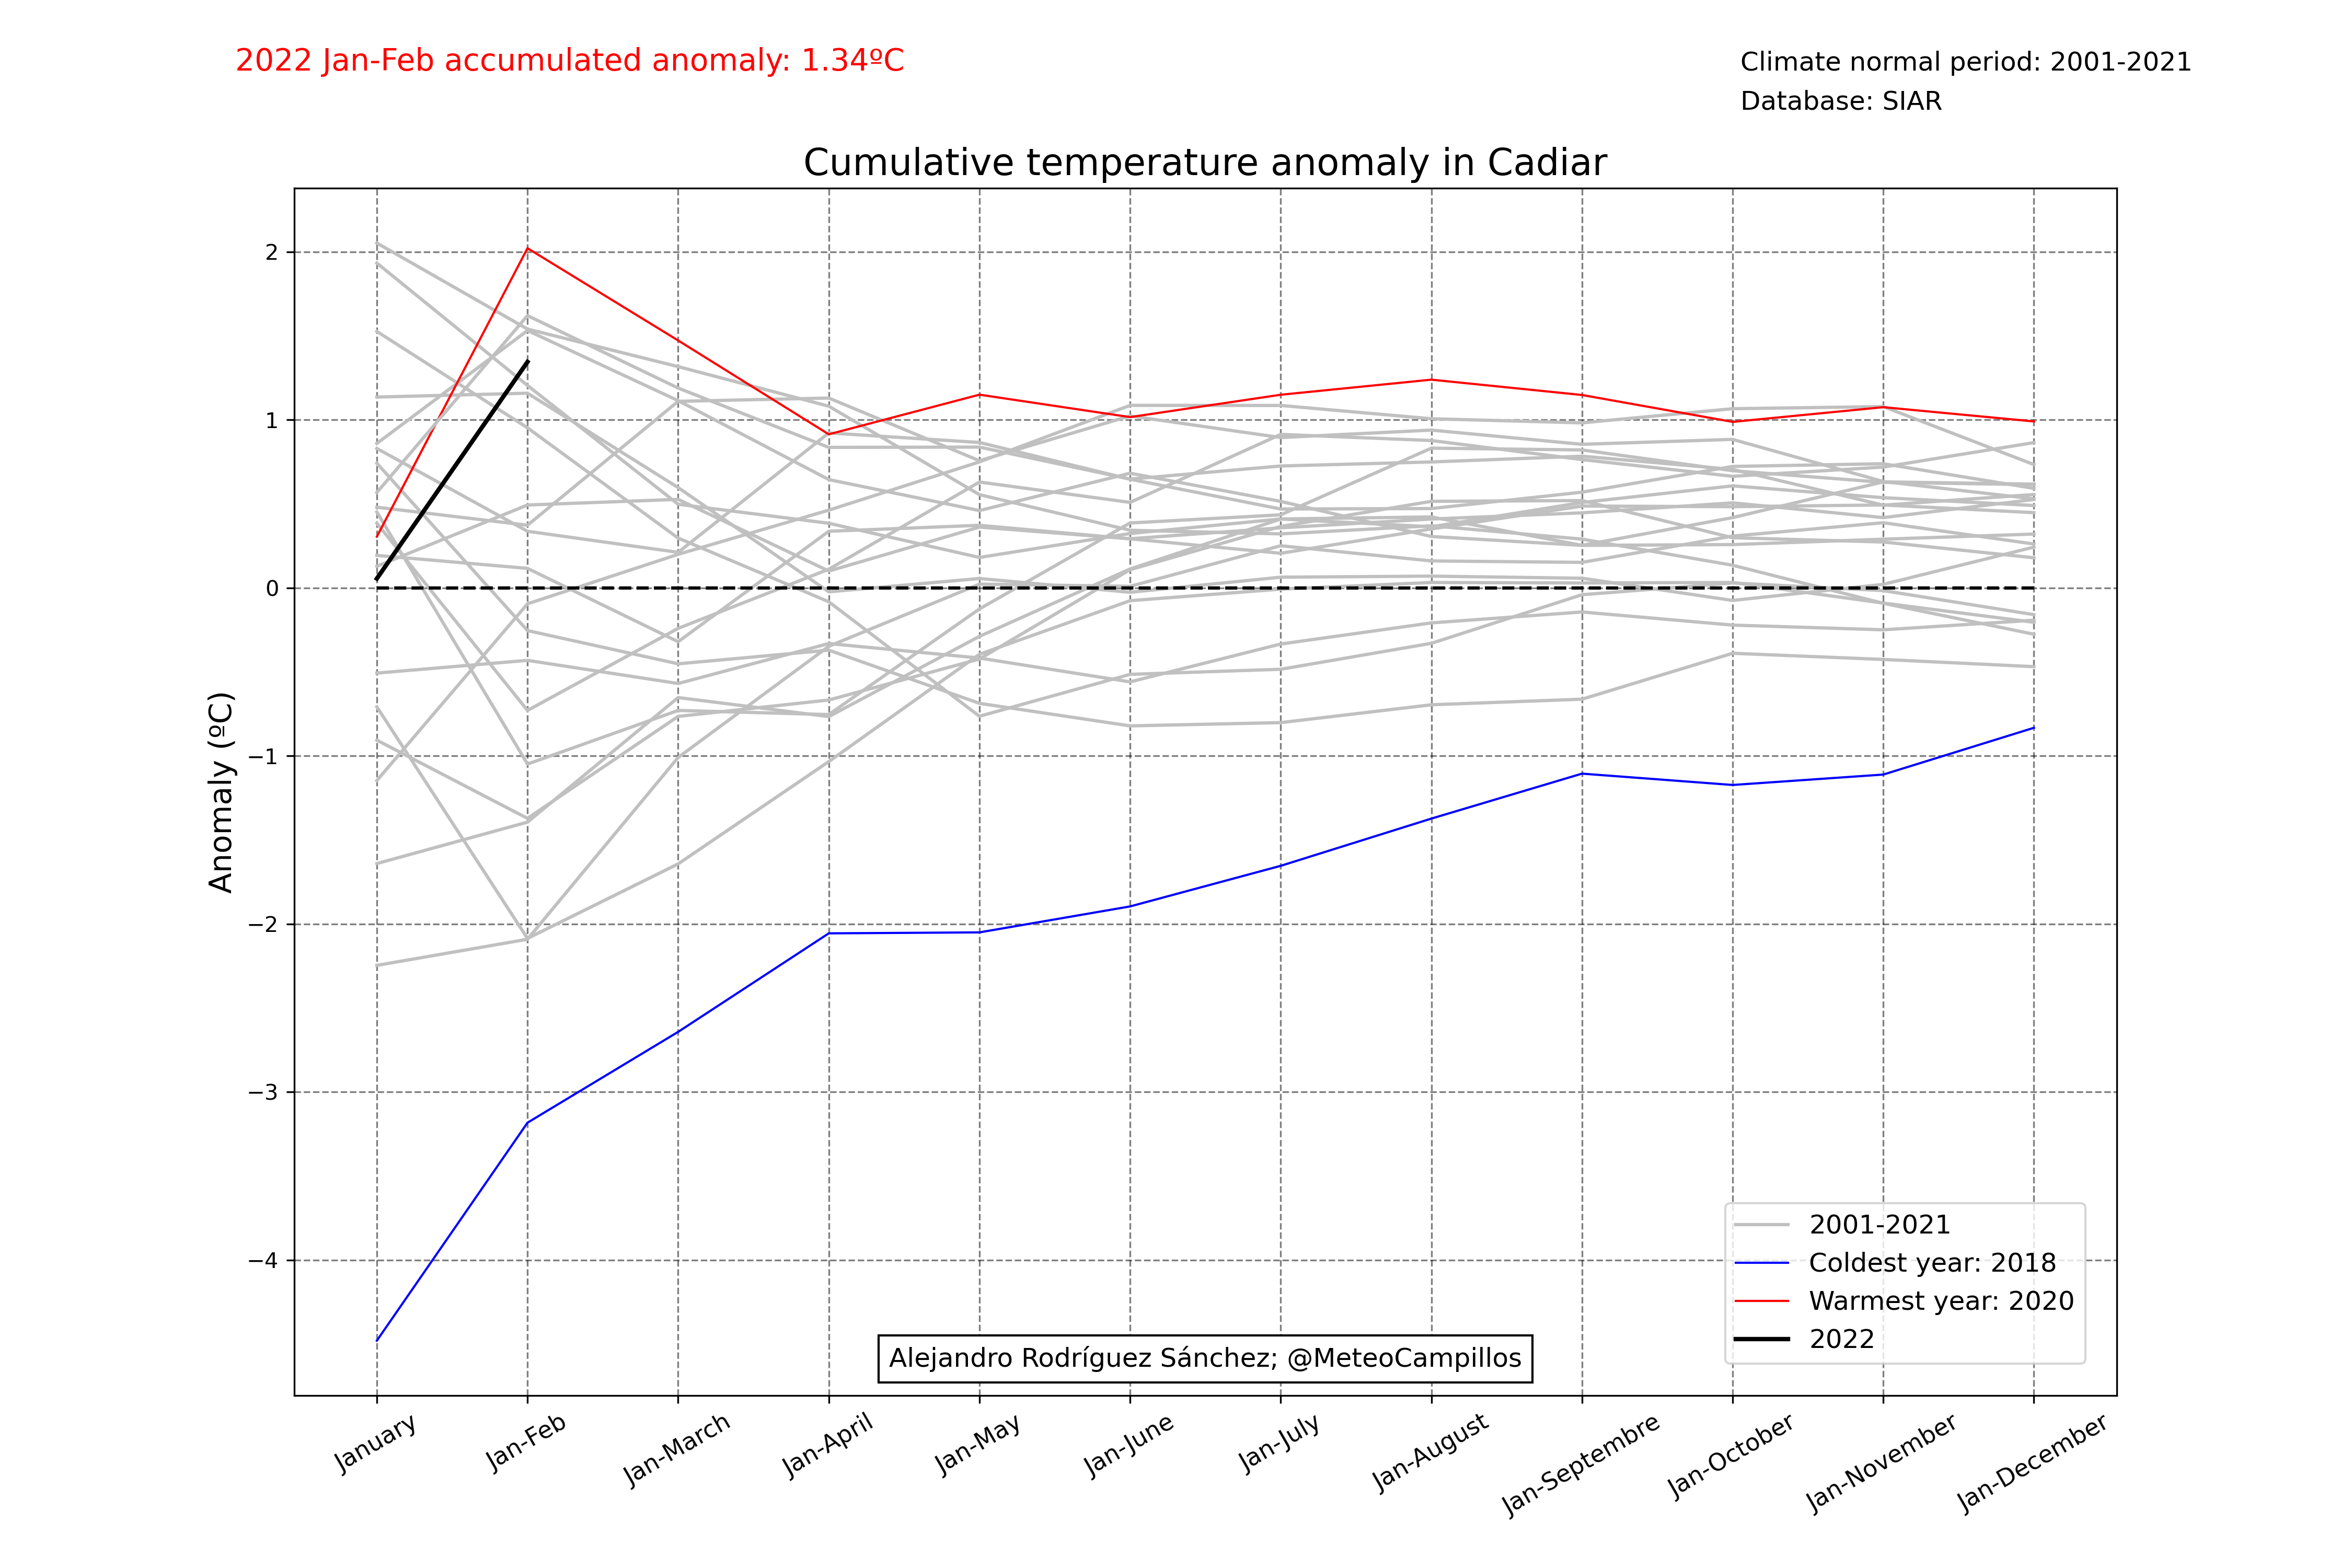 2022 Jan-Feb accumulated anomaly: 1.34ºC
Climate normal period: 2001-2021
Database: SIAR
Cumulative temperature anomaly in Cadiar
Anomaly (ºC)
2
1
0
−1
−2
−3
−4
2001-2021
Coldest year: 2018
Warmest year: 2020
2022
Alejandro Rodríguez Sánchez; @MeteoCampillos
January
Jan-Feb
Jan-March
Jan-April
Jan-May
Jan-June
Jan-July
Jan-August
Jan-Septembre
Jan-October
Jan-November
Jan-December